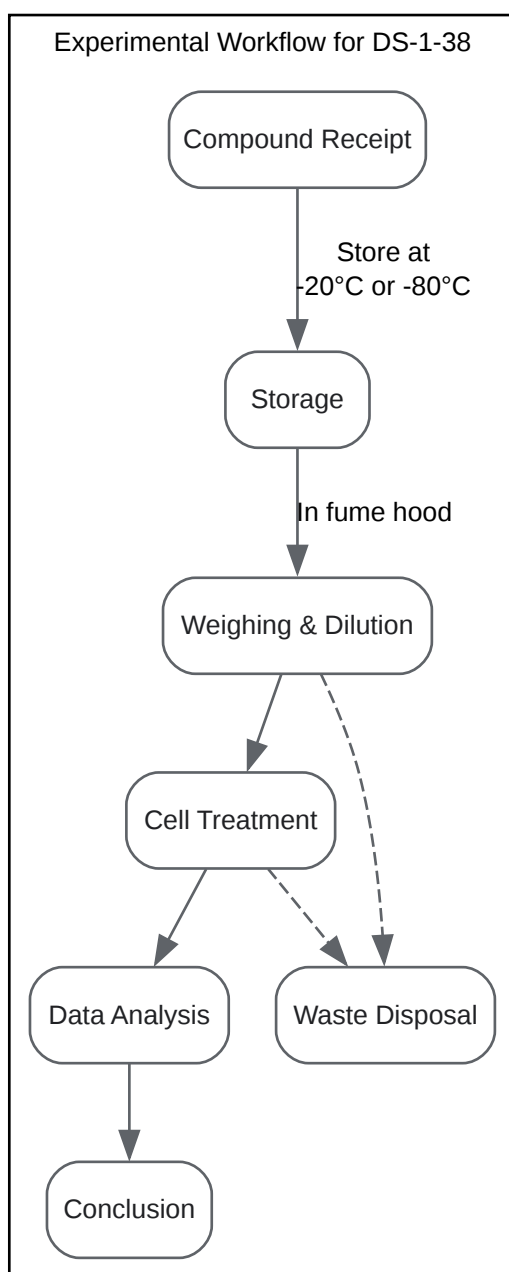 Experimental Workflow for DS-1-38
Compound Receipt
Store at
-20°C or -80°C
Storage
In fume hood
Weighing & Dilution
Cell Treatment
Data Analysis
Waste Disposal
Conclusion